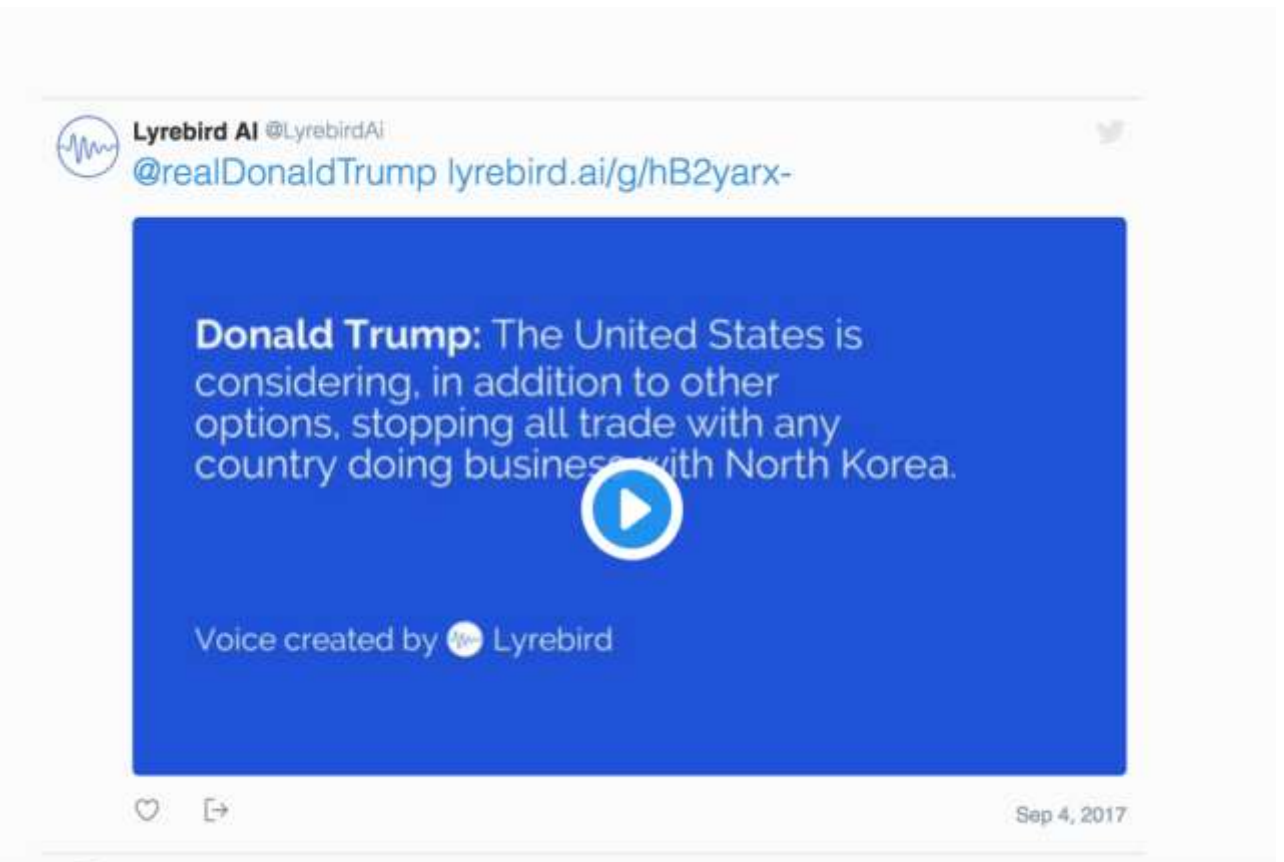 Lyrebird AI @LyrebirdAi
@realDonaldTrump lyrebird.ai/g/hB2yarx-
Donald Trump: The United States is
considering, in addition to other
options, stopping all trade with any
country doing business with North Korea.
Voice created by Lyrebird
Sep 4, 2017